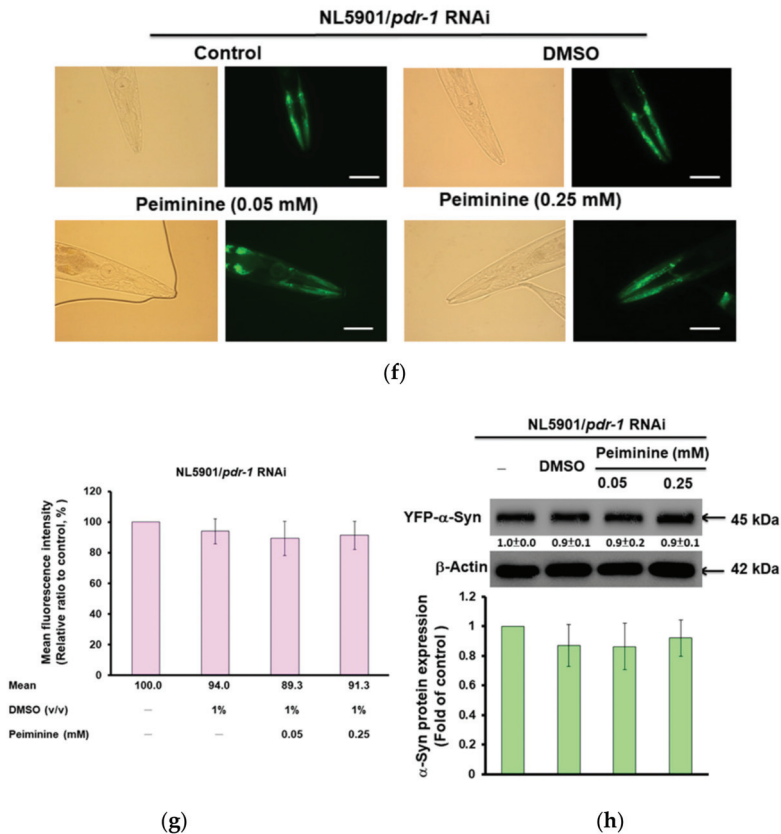 NL5901/pdr-1 RNAi
Control DMSO
Peiminine (0.05 mM) Peiminine (0.25 mM)
(f)
NL5901/pdr-1 RNAi
Mean fluorescence intensity
(Relative ratio to control, %)
120
100
80
60
40
20
0
Mean 100.0 94.0 89.3 91.3
DMSO (v/v) — 1% 1% 1%
Peiminine (mM) — — 0.05 0.25
(g)
NL5901/pdr-1 RNAi
– DMSO Peiminine (mM)
0.05 0.25
YFP-α-Syn 45 kDa
1.0±0.0 0.9±0.1 0.9±0.2 0.9±0.1
β-Actin 42 kDa
α-Syn protein expression
(Fold of control )
1.2
1
0.8
0.6
0.4
0.2
0
(h)